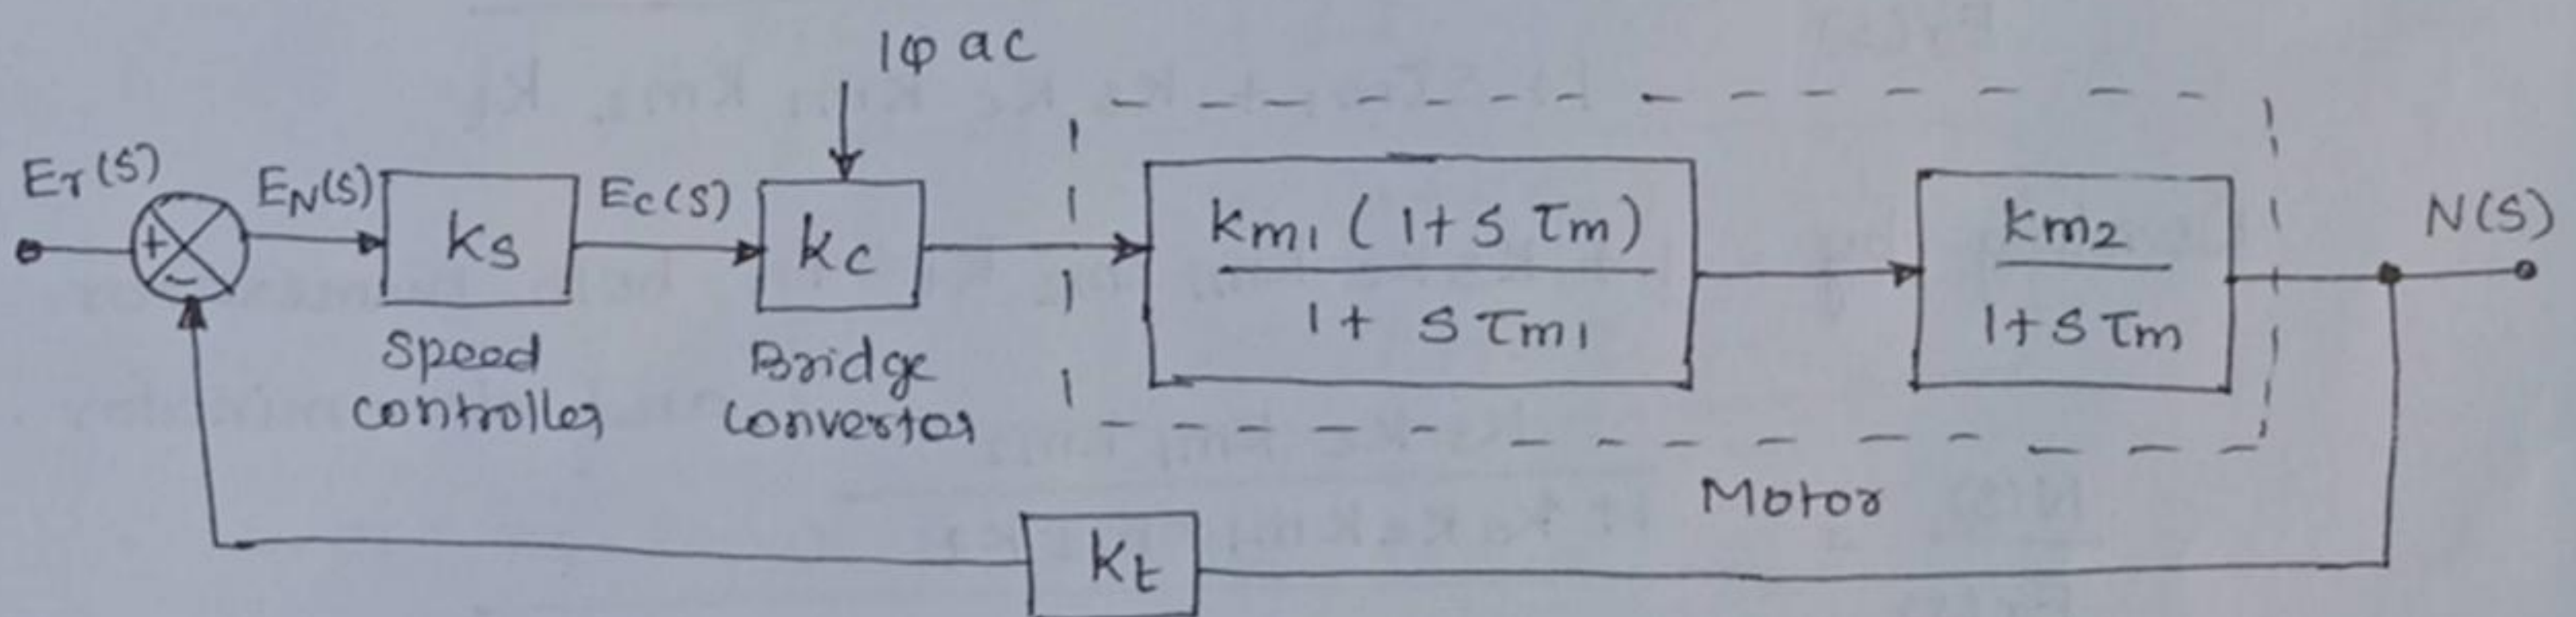 1φ ac
Er(s)
EN(s)
ks
Ec(s)
kc
km1 ( 1+ s τm)
1 + s τm1
km2
1+s τm
N(s)
+
-
Speed
controller
Bridge
convertor
Motor
kt